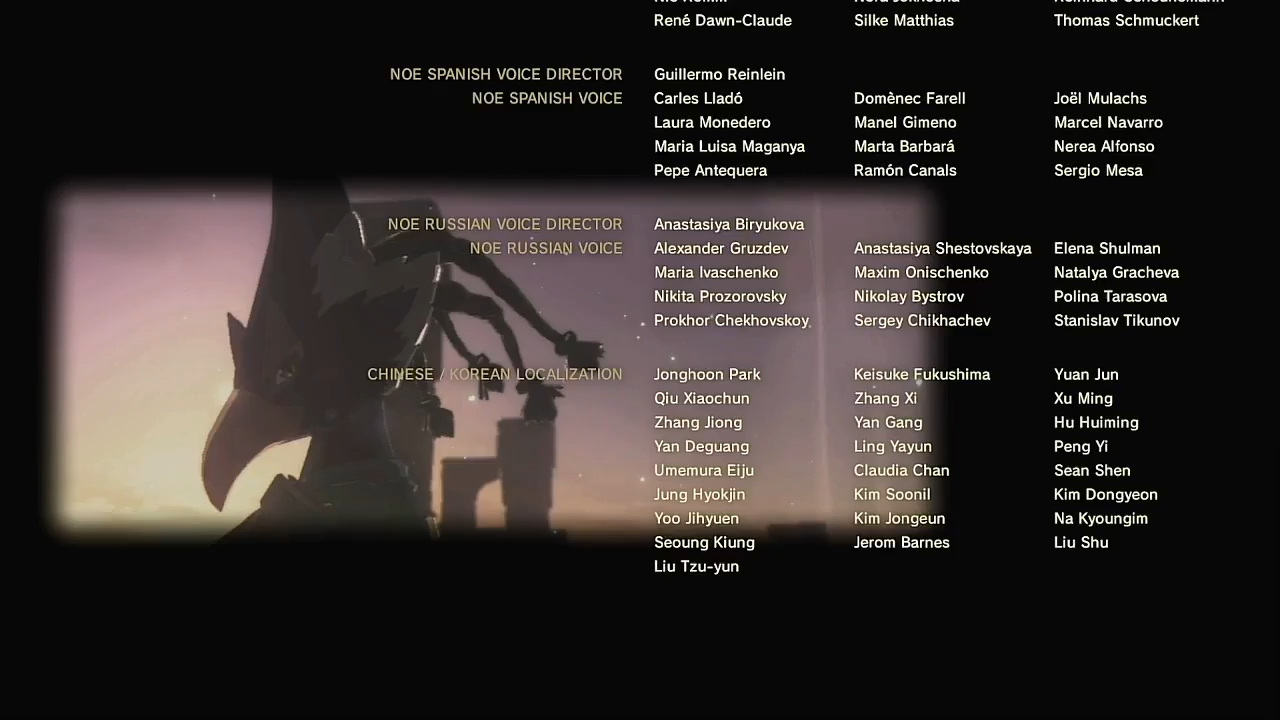 René Dawn-Claude Silke Matthias Thomas Schmuckert
NOE SPANISH VOICE DIRECTOR Guillermo Reinlein
NOE SPANISH VOICE Carles Lladó Domènec Farell Joël Mulachs
Laura Monedero Manel Gimeno Marcel Navarro
Maria Luisa Maganya Marta Barbará Nerea Alfonso
Pepe Antequera Ramón Canals Sergio Mesa
NOE RUSSIAN VOICE DIRECTOR Anastasiya Biryukova
NOE RUSSIAN VOICE Alexander Gruzdev Anastasiya Shestovskaya Elena Shulman
Maria Ivaschenko Maxim Onischenko Natalya Gracheva
Nikita Prozorovsky Nikolay Bystrov Polina Tarasova
Prokhor Chekhovskoy Sergey Chikhachev Stanislav Tikunov
CHINESE / KOREAN LOCALIZATION Jonghoon Park Keisuke Fukushima Yuan Jun
Qiu Xiaochun Zhang Xi Xu Ming
Zhang Jiong Yan Gang Hu Huiming
Yan Deguang Ling Yayun Peng Yi
Umemura Eiju Claudia Chan Sean Shen
Jung Hyokjin Kim Soonil Kim Dongyeon
Yoo Jihyuen Kim Jongeun Na Kyoungim
Seoung Kiung Jerom Barnes Liu Shu
Liu Tzu-yun